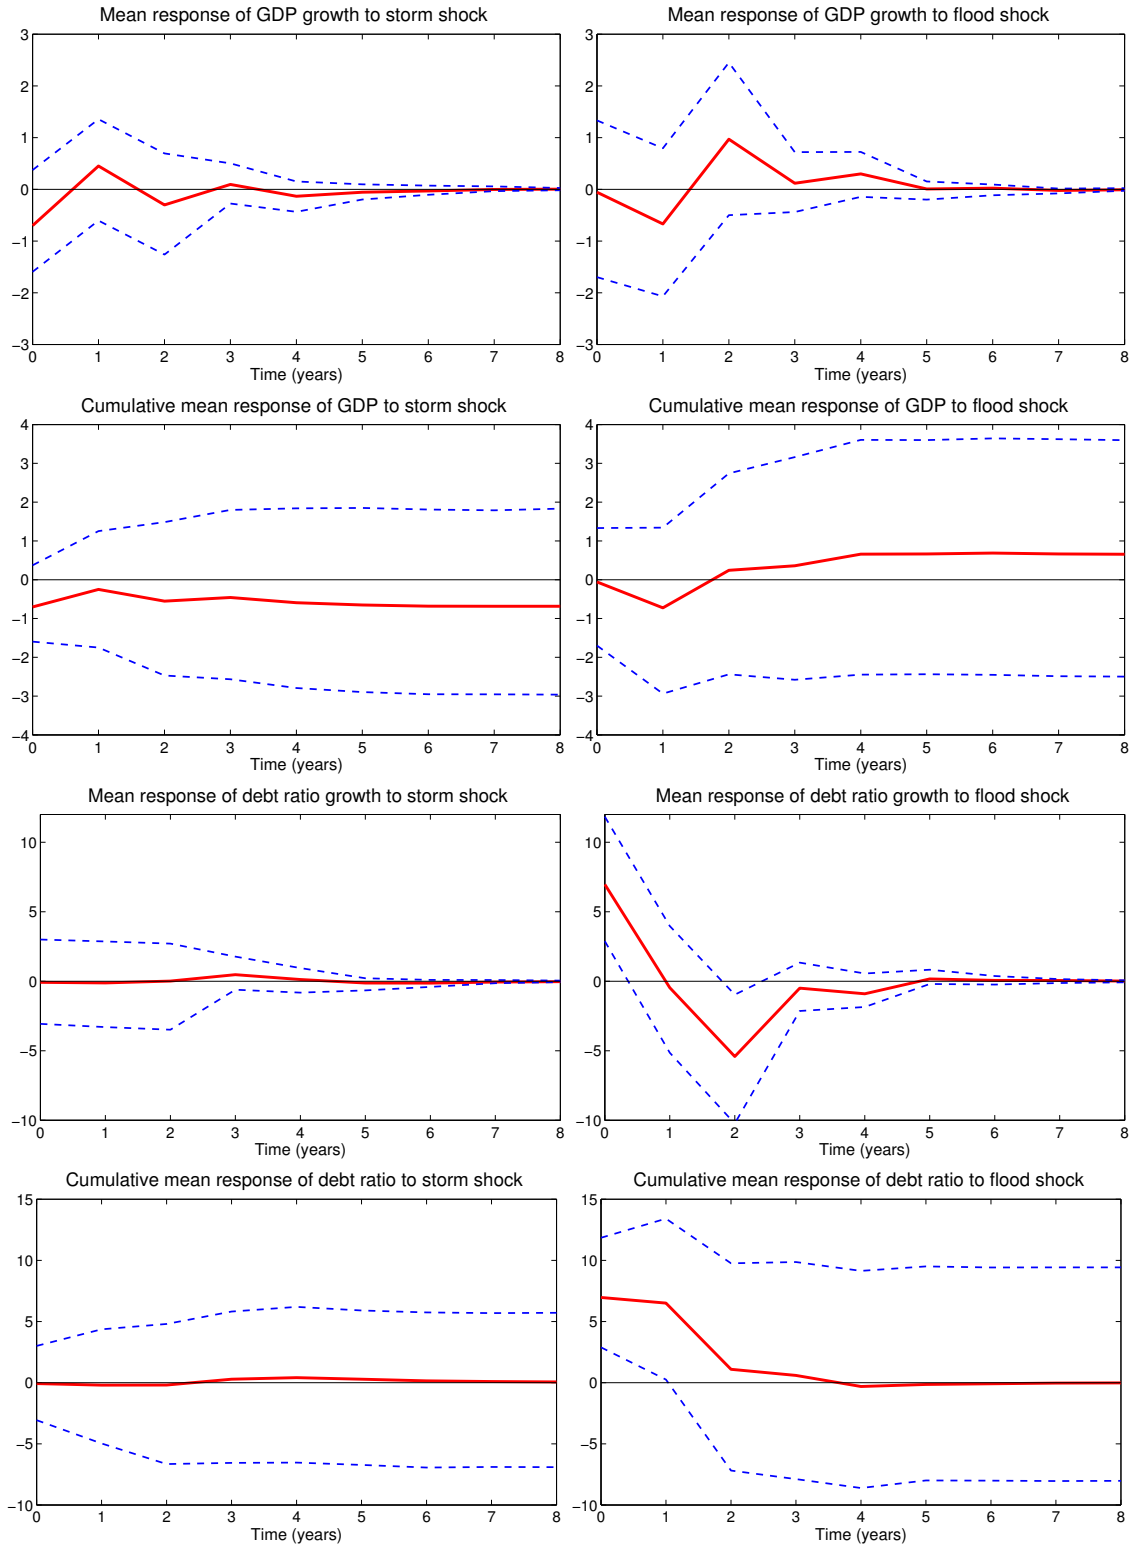 Mean response of GDP growth to storm shock
3
2
1
0
−1
−2
−3
0 1 2 3 4 5 6 7 8
Time (years)
Mean response of GDP growth to flood shock
3
2
1
0
−1
−2
−3
0 1 2 3 4 5 6 7 8
Time (years)
Cumulative mean response of GDP to storm shock
4
3
2
1
0
−1
−2
−3
−4
0 1 2 3 4 5 6 7 8
Time (years)
Cumulative mean response of GDP to flood shock
4
3
2
1
0
−1
−2
−3
−4
0 1 2 3 4 5 6 7 8
Time (years)
Mean response of debt ratio growth to storm shock
10
5
0
−5
−10
0 1 2 3 4 5 6 7 8
Time (years)
Mean response of debt ratio growth to flood shock
10
5
0
−5
−10
0 1 2 3 4 5 6 7 8
Time (years)
Cumulative mean response of debt ratio to storm shock
15
10
5
0
−5
−10
0 1 2 3 4 5 6 7 8
Time (years)
Cumulative mean response of debt ratio to flood shock
15
10
5
0
−5
−10
0 1 2 3 4 5 6 7 8
Time (years)